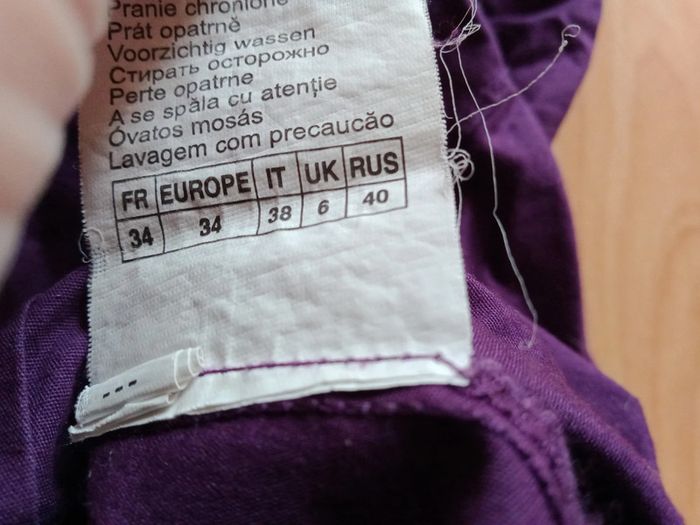 Pranie chronione
Prát opatrně
Voorzichtig wassen
Стирать осторожно
Perte opatrne
A se spăla cu atenţie
Óvatos mosás
Lavagem com precaucão
FR EUROPE IT UK RUS
34 34 38 6 40
---